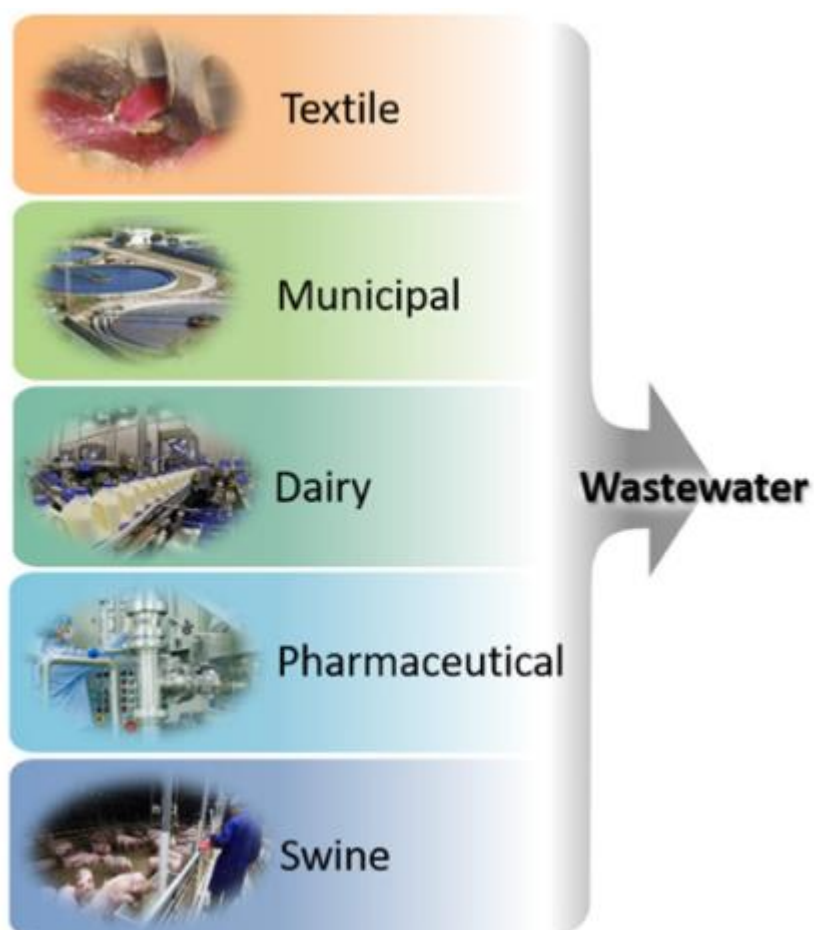 Textile
Municipal
Dairy
Wastewater
Pharmaceutical
Swine